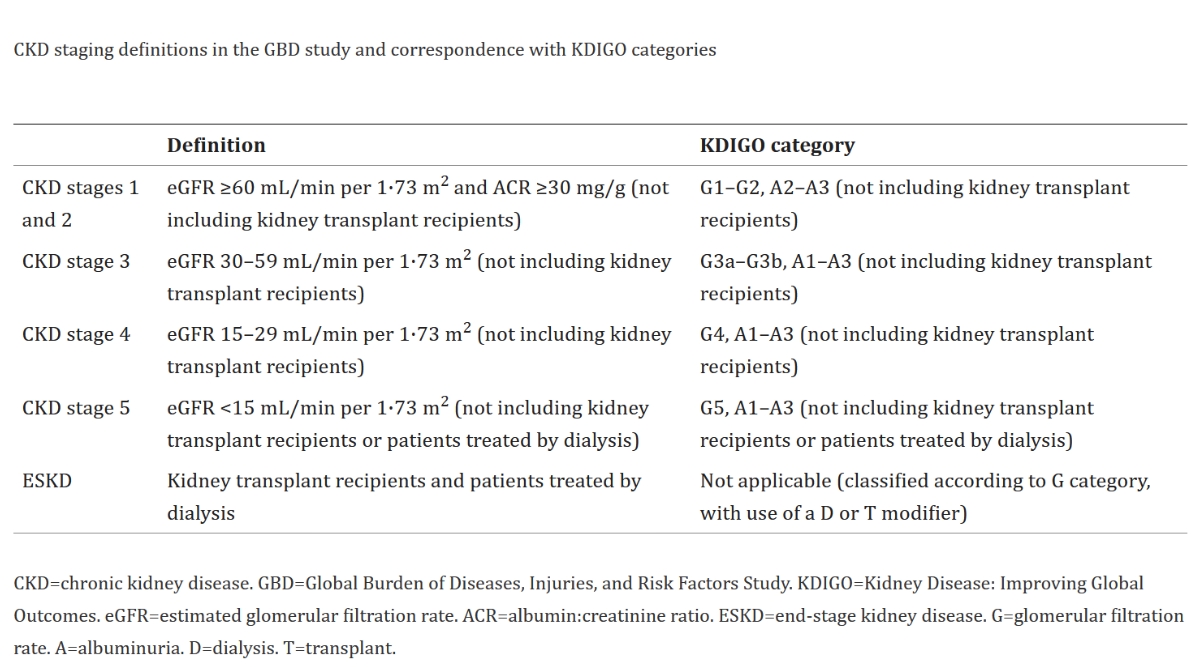 CKD staging definitions in the GBD study and correspondence with KDIGO categories
Definition KDIGO category
CKD stages 1 eGFR ≥60 mL/min per 1·73 m² and ACR ≥30 mg/g (not G1–G2, A2–A3 (not including kidney transplant
and 2 including kidney transplant recipients) recipients)
CKD stage 3 eGFR 30–59 mL/min per 1·73 m² (not including kidney G3a–G3b, A1–A3 (not including kidney transplant
transplant recipients) recipients)
CKD stage 4 eGFR 15–29 mL/min per 1·73 m² (not including kidney G4, A1–A3 (not including kidney transplant
transplant recipients) recipients)
CKD stage 5 eGFR <15 mL/min per 1·73 m² (not including kidney G5, A1–A3 (not including kidney transplant
transplant recipients or patients treated by dialysis) recipients or patients treated by dialysis)
ESKD Kidney transplant recipients and patients treated by Not applicable (classified according to G category,
dialysis with use of a D or T modifier)
CKD=chronic kidney disease. GBD=Global Burden of Diseases, Injuries, and Risk Factors Study. KDIGO=Kidney Disease: Improving Global
Outcomes. eGFR=estimated glomerular filtration rate. ACR=albumin:creatinine ratio. ESKD=end-stage kidney disease. G=glomerular filtration
rate. A=albuminuria. D=dialysis. T=transplant.